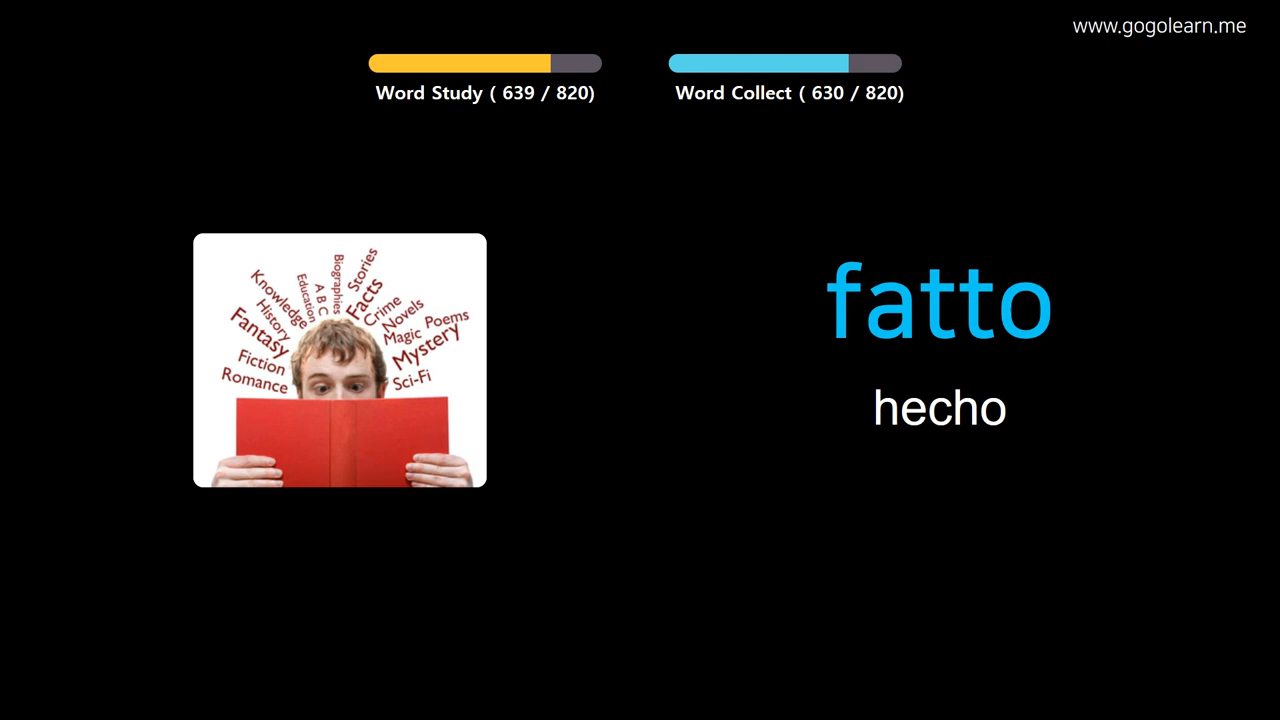 www.gogolearn.me
Word Study ( 639 / 820)
Word Collect ( 630 / 820)
Knowledge
History
Fantasy
Fiction
Romance
Education
A B C
Biographies
Stories
Facts
Crime
Novels
Magic
Poems
Mystery
Sci-Fi
fatto
hecho